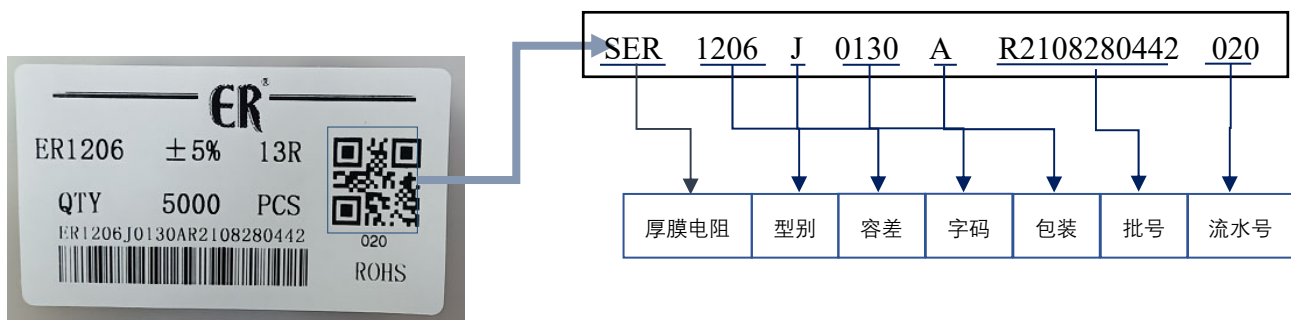 SER 1206 J 0130 A R2108280442 020
ER®
ER1206 ±5% 13R
QTY 5000 PCS
ER1206J0130AR2108280442
020
ROHS
厚膜电阻 型别 容差 字码 包装 批号 流水号